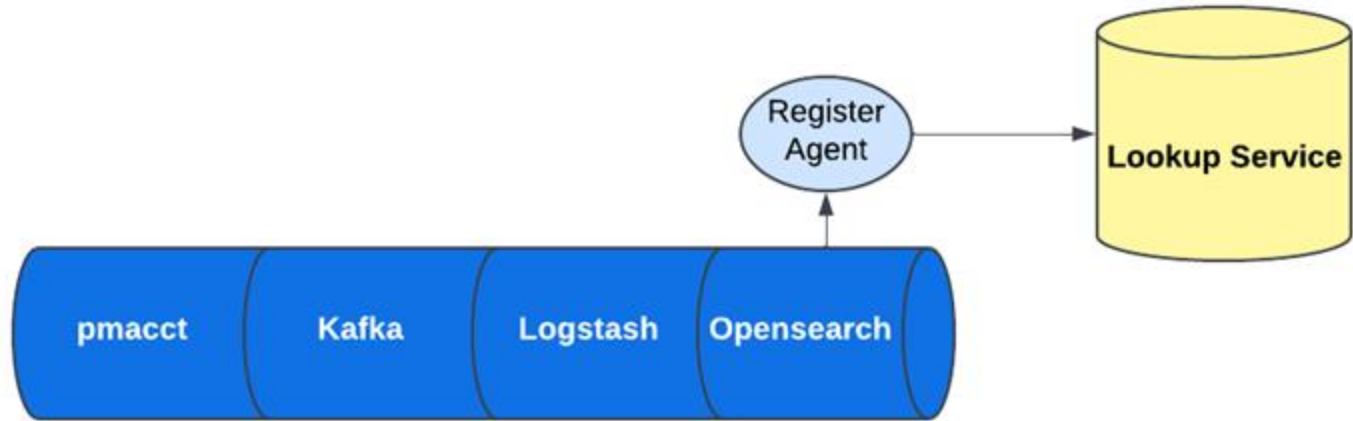 Register
Agent
Lookup Service
pmacct
Kafka
Logstash
Opensearch